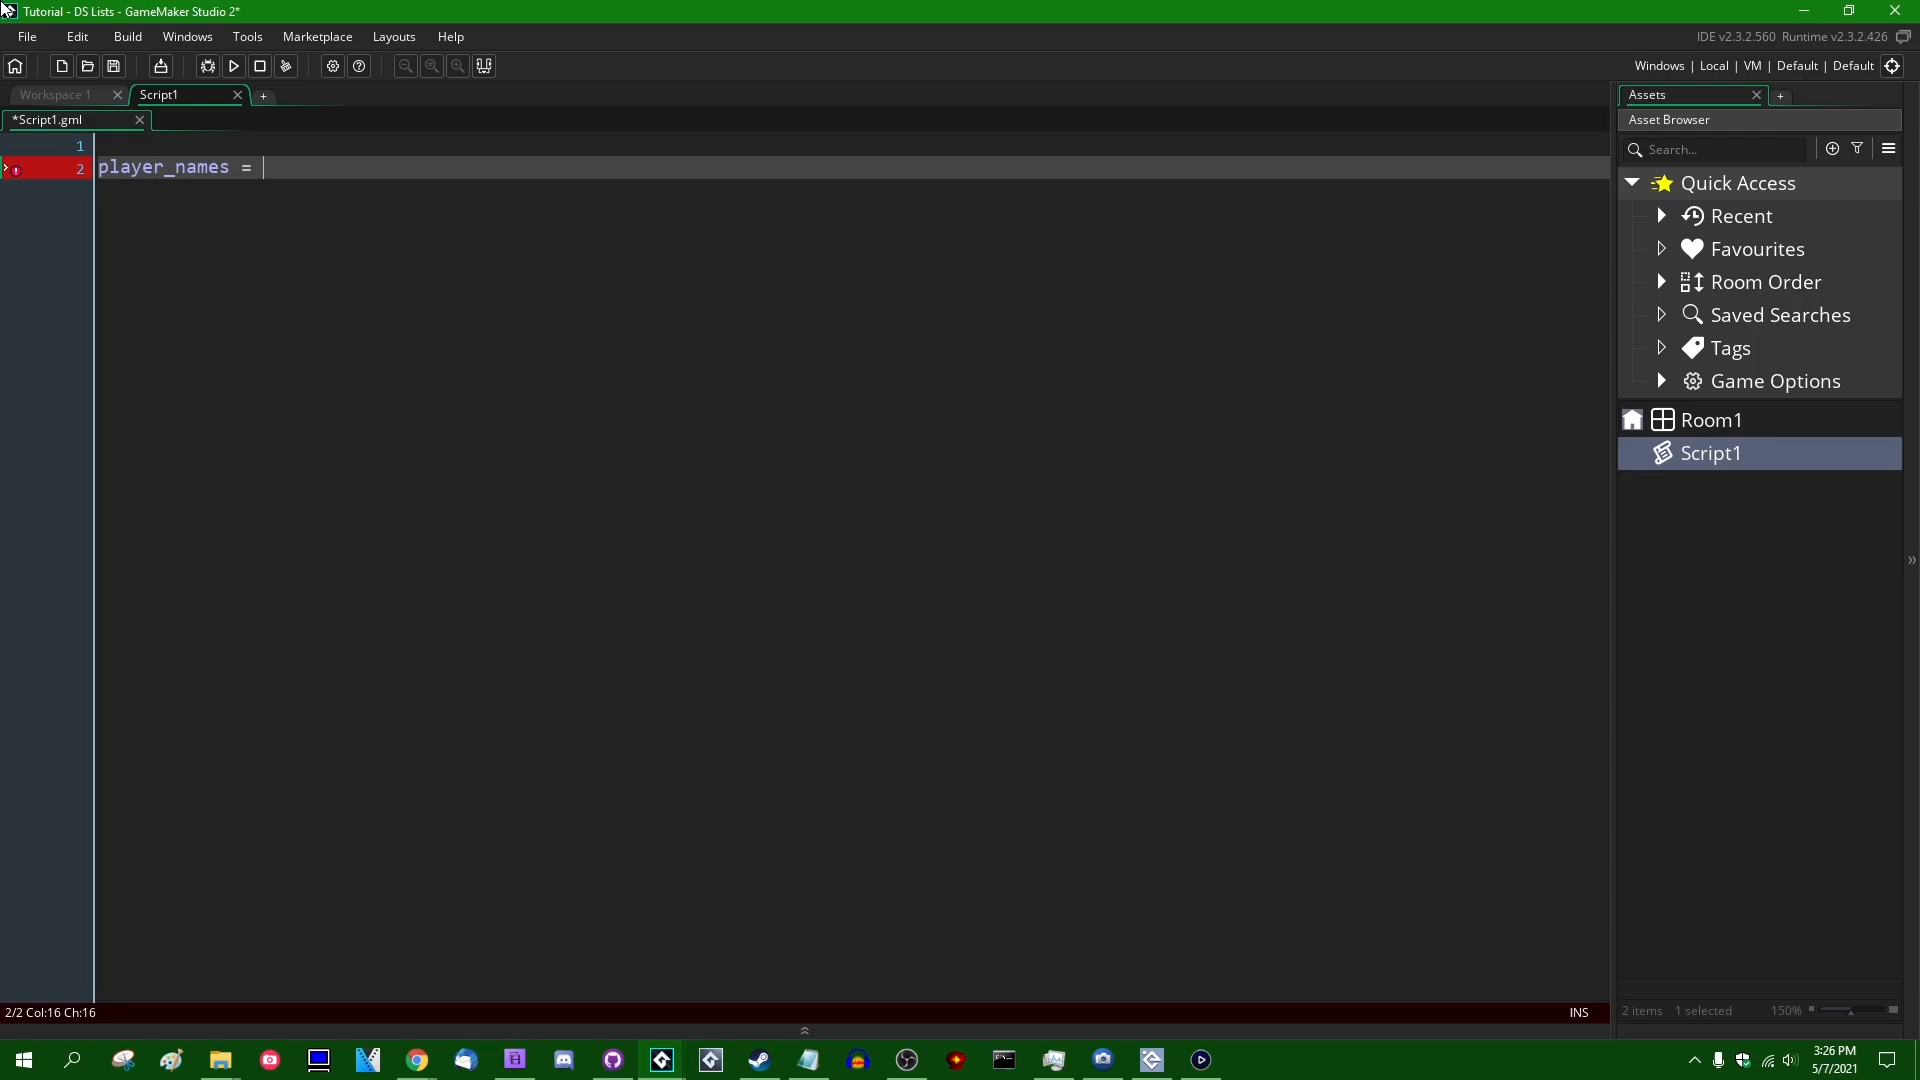 Tutorial - DS Lists - GameMaker Studio 2*
File Edit Build Windows Tools Marketplace Layouts Help
IDE v2.3.2.560 Runtime v2.3.2.426
Windows | Local | VM | Default | Default
Workspace 1 Script1
Assets
*Script1.gml
Asset Browser
1
Search...
2 player_names =
Quick Access
Recent
Favourites
Room Order
Saved Searches
Tags
Game Options
Room1
Script1
2/2 Col:16 Ch:16
INS
2 items 1 selected 150%
3:26 PM
5/7/2021